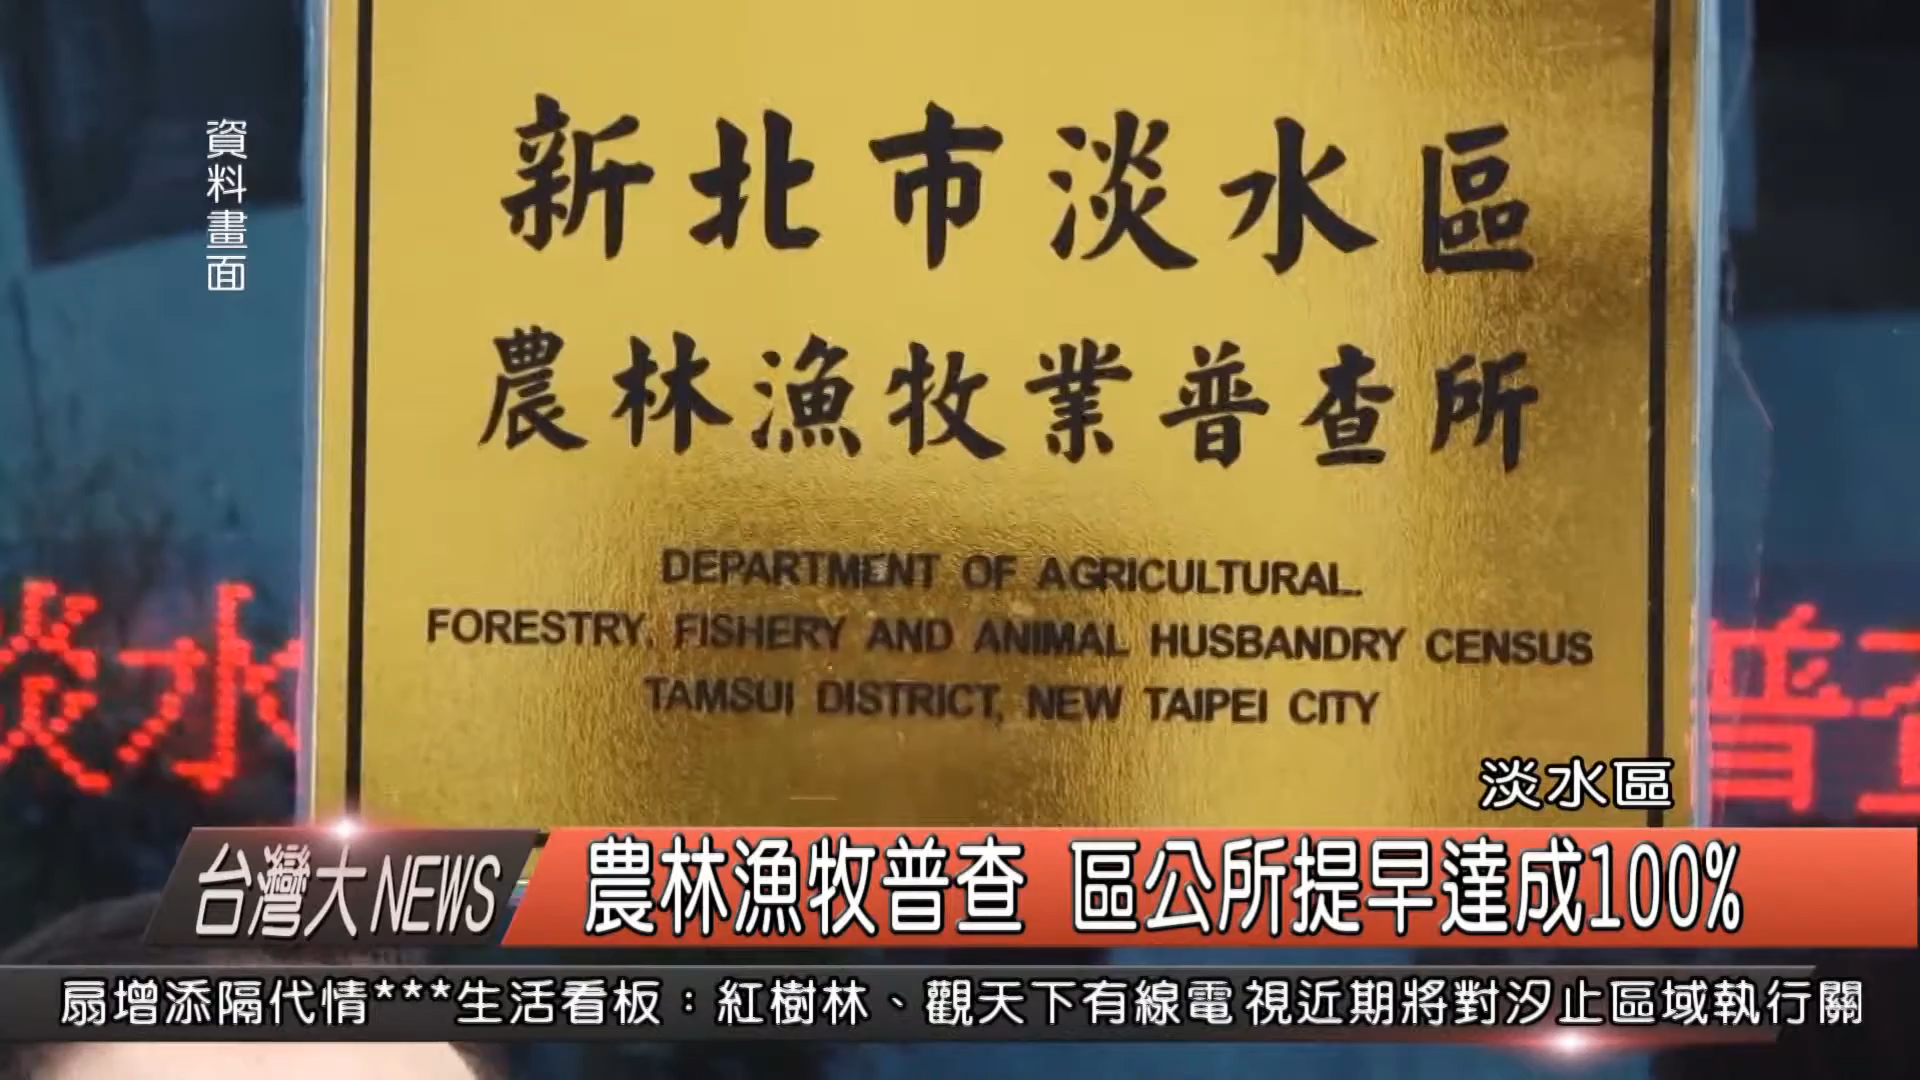 資料畫面
新北市淡水區
農林漁牧業普查所
DEPARTMENT OF AGRICULTURAL.
FORESTRY, FISHERY AND ANIMAL HUSBANDRY CENSUS
TAMSUI DISTRICT, NEW TAIPEI CITY
淡水
普查
淡水區
台灣大NEWS
農林漁牧普查 區公所提早達成100%
扇增添隔代情***生活看板：紅樹林、觀天下有線電視近期將對汐止區域執行關